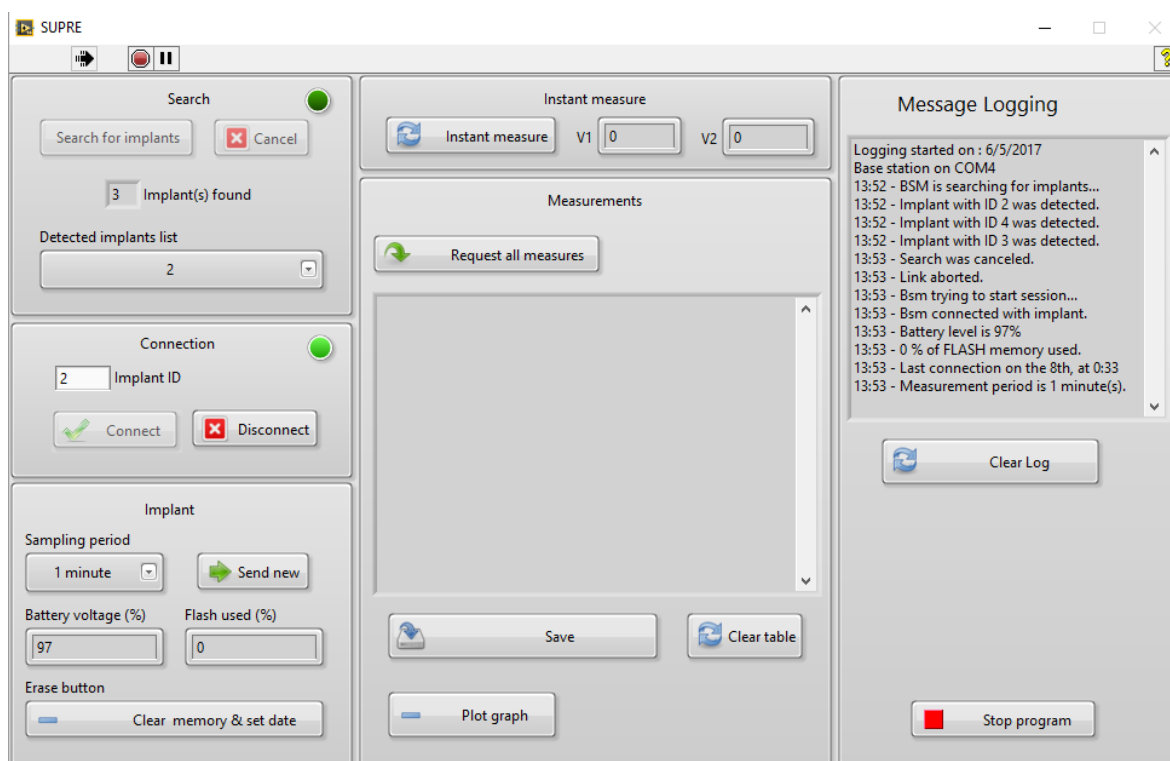 SUPRE
Search
Search for implants
Cancel
3 Implant(s) found
Detected implants list
2
Connection
2 Implant ID
Connect
Disconnect
Implant
Sampling period
1 minute
Send new
Battery voltage (%) Flash used (%)
97 0
Erase button
Clear memory & set date
Instant measure
Instant measure V1 0 V2 0
Measurements
Request all measures
Save
Clear table
Plot graph
Message Logging
Logging started on : 6/5/2017
Base station on COM4
13:52 - BSM is searching for implants...
13:52 - Implant with ID 2 was detected.
13:52 - Implant with ID 4 was detected.
13:52 - Implant with ID 3 was detected.
13:53 - Search was canceled.
13:53 - Link aborted.
13:53 - Bsm trying to start session...
13:53 - Bsm connected with implant.
13:53 - Battery level is 97%
13:53 - 0 % of FLASH memory used.
13:53 - Last connection on the 8th, at 0:33
13:53 - Measurement period is 1 minute(s).
Clear Log
Stop program